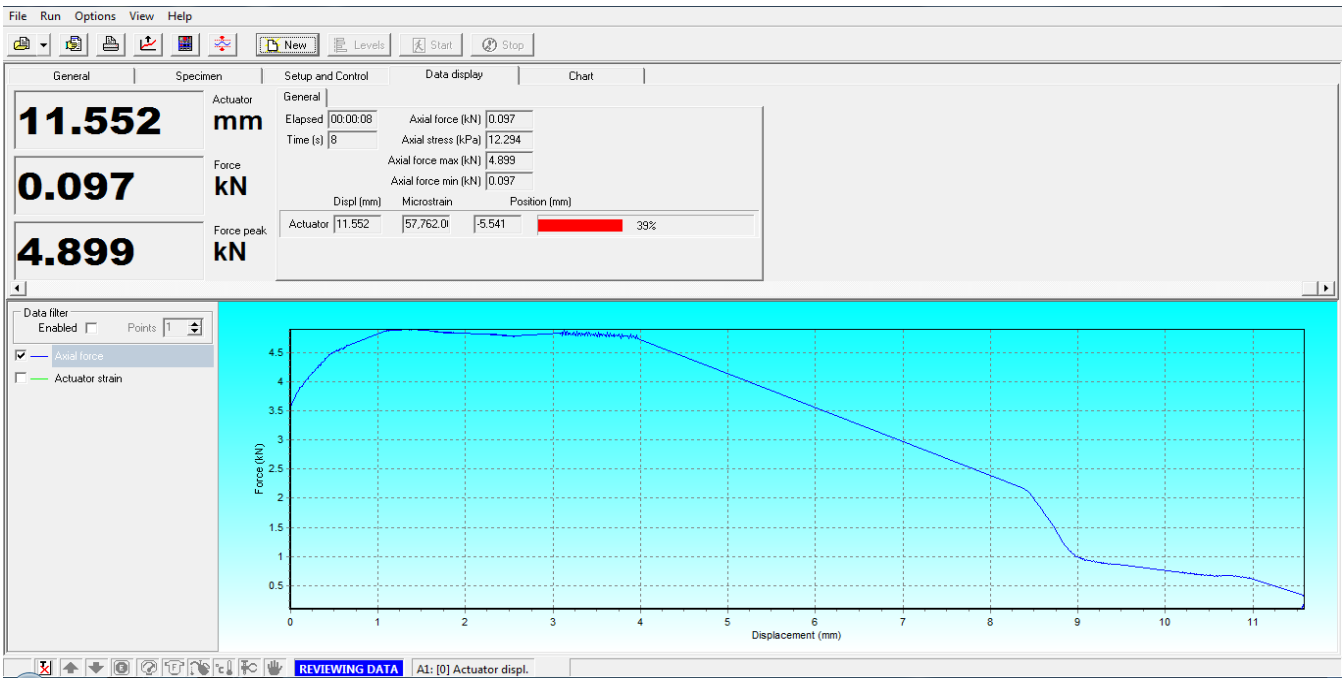 File Run Options View Help
New Levels Start Stop
General Specimen Setup and Control Data display Chart
11.552 Actuator mm
0.097 Force kN
4.899 Force peak kN
General
Elapsed 00:00:08 Axial force (kN) 0.097
Time (s) 8 Axial stress (kPa) 12.294
Axial force max (kN) 4.899
Axial force min (kN) 0.097
Displ (mm) Microstrain Position (mm)
Actuator 11.552 57,762.0 -5.541 39%
Data filter
Enabled Points 1
Axial force
Actuator strain
Force (kN)
4.5
4
3.5
3
2.5
2
1.5
1
0.5
0 1 2 3 4 5 6 7 8 9 10 11
Displacement (mm)
REVIEWING DATA A1: [0] Actuator displ.